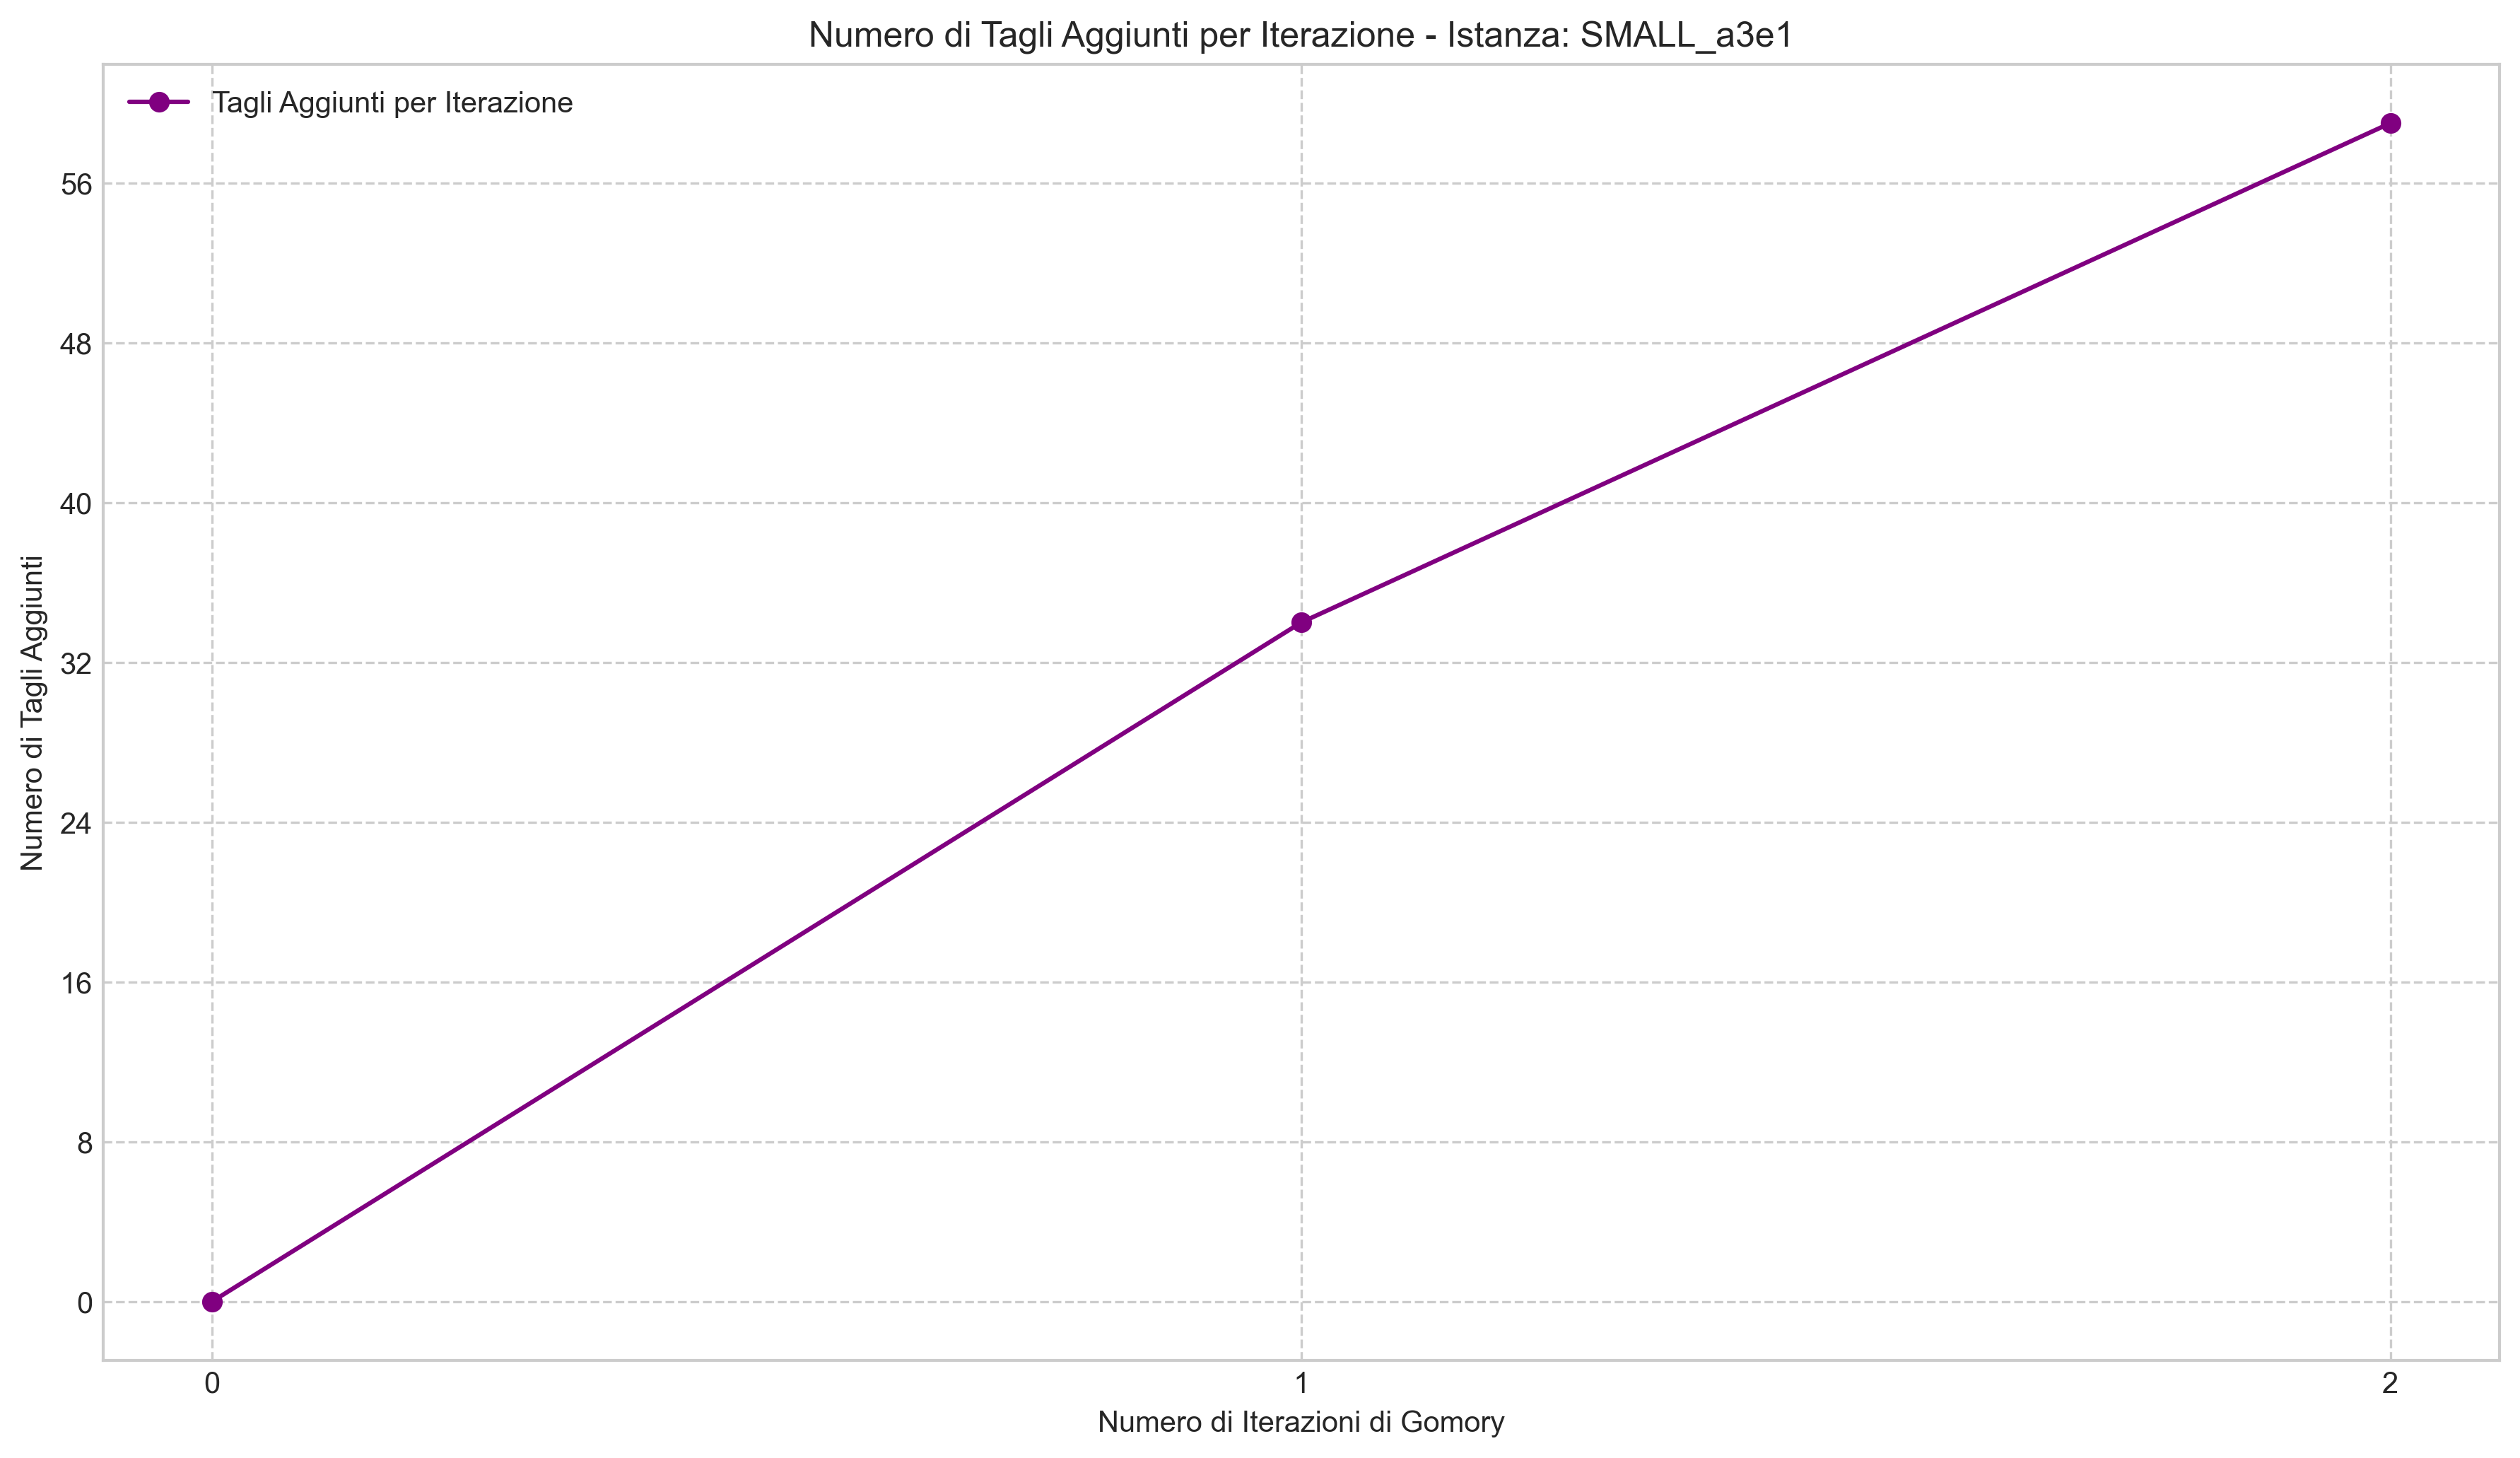 Numero di Tagli Aggiunti per Iterazione - Istanza: SMALL_a3e1
Tagli Aggiunti per Iterazione
56
48
40
32
24
16
8
0
Numero di Tagli Aggiunti
0
1
2
Numero di Iterazioni di Gomory